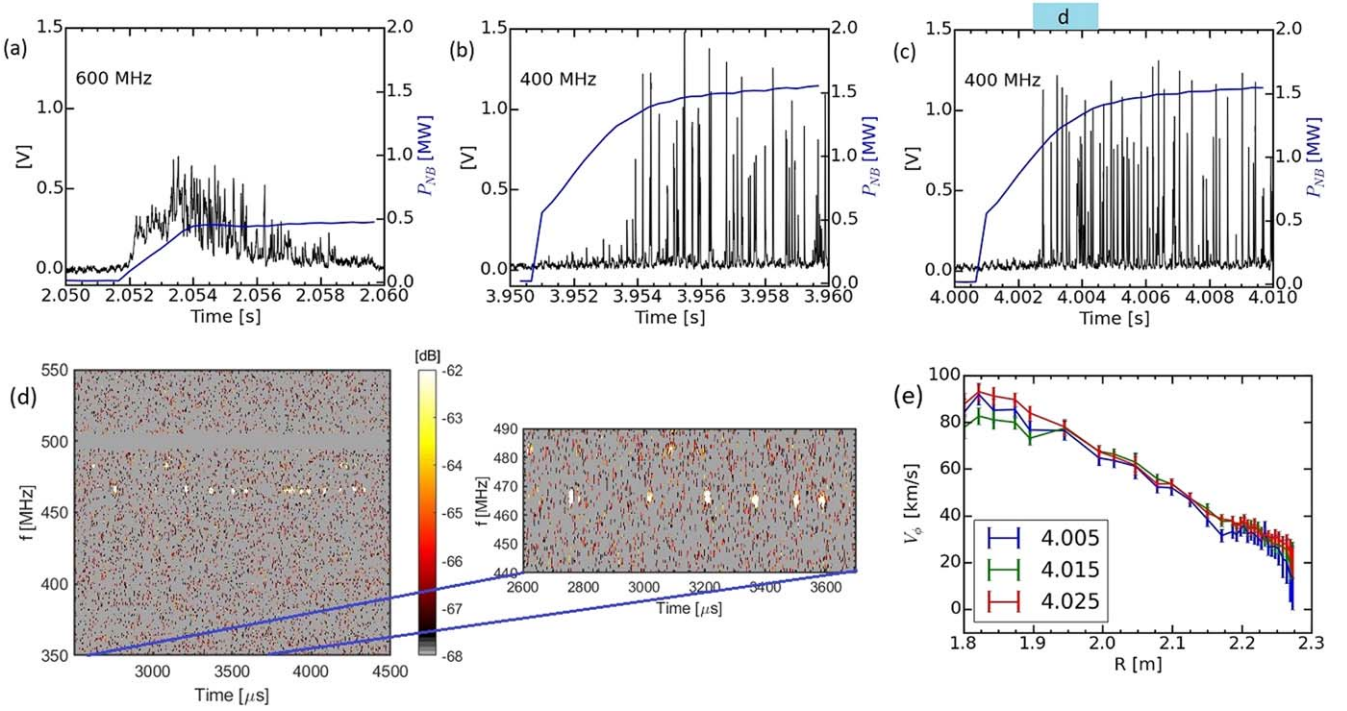 (a)
1.5
1.0
0.5
0.0
[V]
600 MHz
2.0
1.5
1.0
0.5
0.0
P_NB [MW]
2.050 2.052 2.054 2.056 2.058 2.060
Time [s]
(b)
1.5
1.0
0.5
0.0
[V]
400 MHz
2.0
1.5
1.0
0.5
0.0
P_NB [MW]
3.950 3.952 3.954 3.956 3.958 3.960
Time [s]
d
(c)
1.5
1.0
0.5
0.0
[V]
400 MHz
2.0
1.5
1.0
0.5
0.0
P_NB [MW]
4.000 4.002 4.004 4.006 4.008 4.010
Time [s]
(d)
550
500
450
400
350
f [MHz]
3000 3500 4000 4500
Time [μs]
[dB]
-62
-63
-64
-65
-66
-67
-68
490
480
470
460
450
440
f [MHz]
2600 2800 3000 3200 3400 3600
Time [μs]
(e)
100
80
60
40
20
0
V_ϕ [km/s]
4.005
4.015
4.025
1.8 1.9 2.0 2.1 2.2 2.3
R [m]